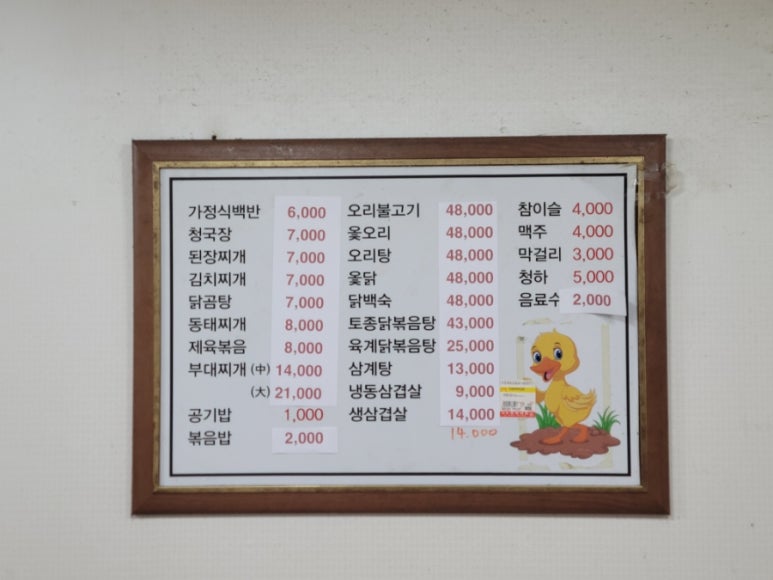 가정식백반 6,000
청국장 7,000
된장찌개 7,000
김치찌개 7,000
닭곰탕 7,000
동태찌개 8,000
제육볶음 8,000
부대찌개 (中) 14,000
(大) 21,000
공기밥 1,000
볶음밥 2,000
오리불고기 48,000
옻오리 48,000
오리탕 48,000
옻닭 48,000
닭백숙 48,000
토종닭볶음탕 43,000
육계닭볶음탕 25,000
삼계탕 13,000
냉동삼겹살 9,000
생삼겹살 14,000
14.000
참이슬 4,000
맥주 4,000
막걸리 3,000
청하 5,000
음료수 2,000